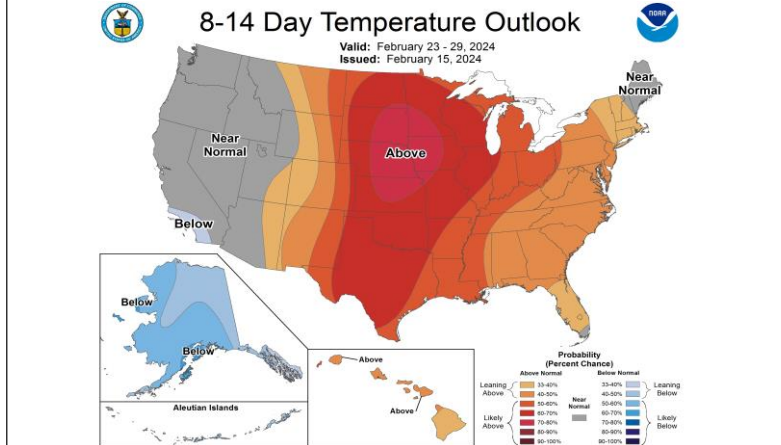 8-14 Day Temperature Outlook
Valid: February 23 - 29, 2024
Issued: February 15, 2024
NOAA
Near
Normal
Near
Normal
Above
Below
Below
Below
Aleutian Islands
Above
Above
Probability
(Percent Chance)
Above Normal
Below Normal
Leaning
Above
33-40%
40-50%
Likely
Above
50-60%
60-70%
70-80%
80-90%
90-100%
Near
Normal
33-40%
40-50%
Leaning
Below
50-60%
60-70%
70-80%
80-90%
90-100%
Likely
Below